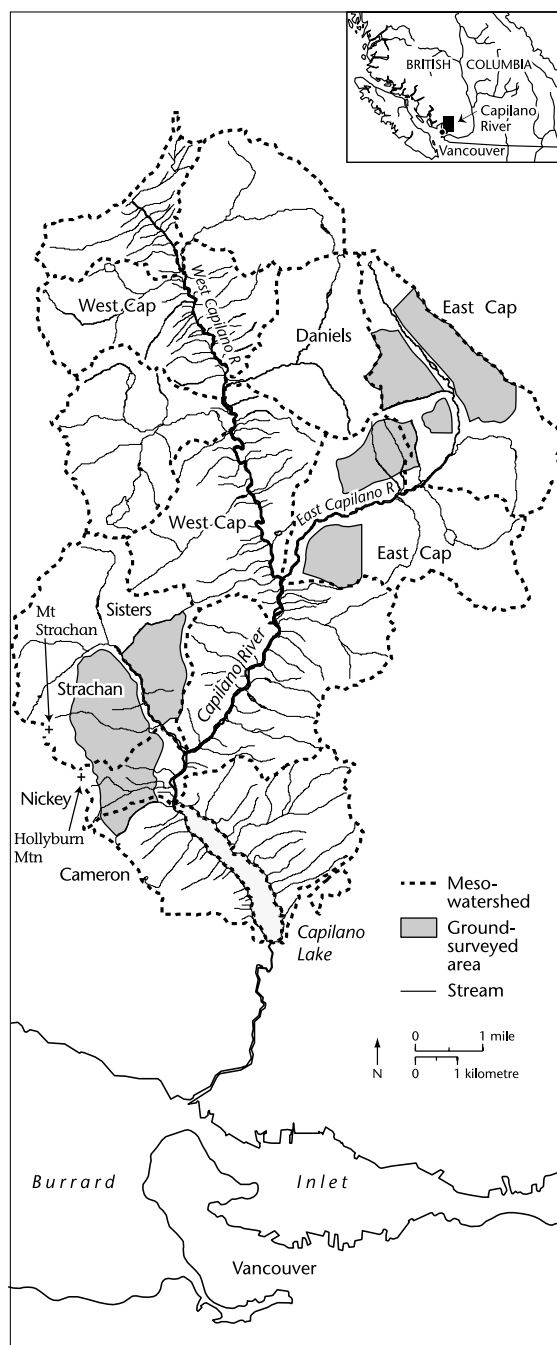 BRITISH COLUMBIA
Capilano
River
Vancouver
West Capilano R
West Cap
East Cap
Daniels
East Capilano R
West Cap
East Cap
Mt
Strachan
Sisters
Capilano River
Strachan
Nickey
Hollyburn
Mtn
Cameron
Capilano
Lake
Meso-
watershed
Ground-
surveyed
area
Stream
N
0 1 mile
0 1 kilometre
Burrard Inlet
Vancouver